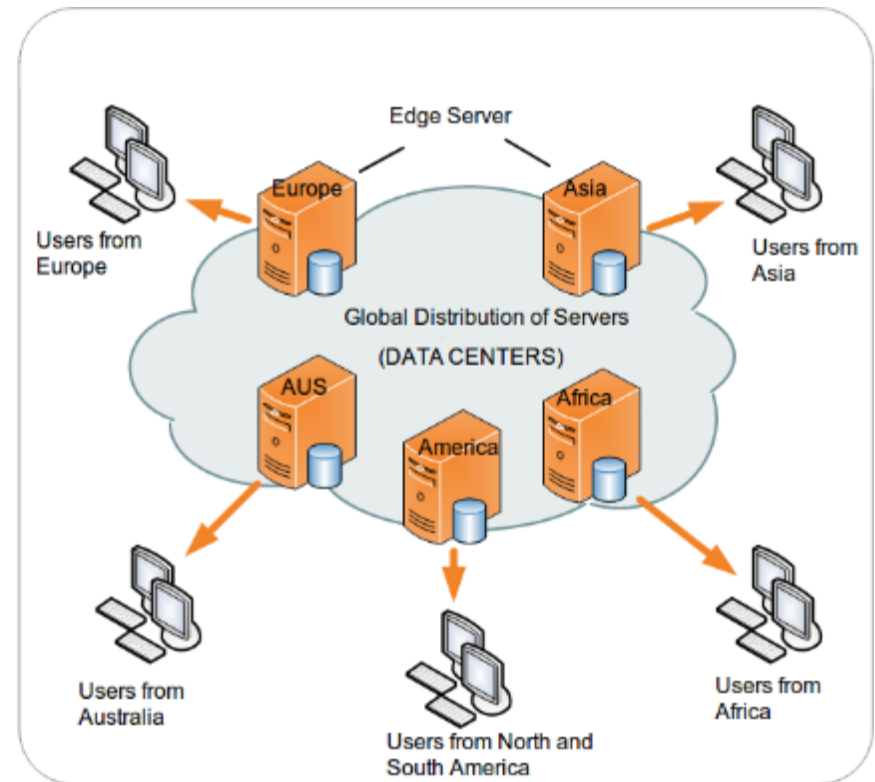 Edge Server
Europe
Asia
Users from
Europe
Users from
Asia
Global Distribution of Servers
(DATA CENTERS)
AUS
Africa
America
Users from
Australia
Users from North and
South America
Users from
Africa